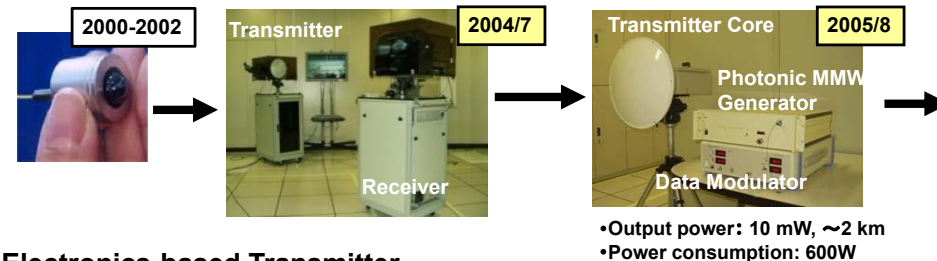 2000-2002
Transmitter
2004/7
Receiver
Transmitter Core
2005/8
Photonic MMW
Generator
Data Modulator
•Output power: 10 mW, ～2 km
•Power consumption: 600W
Electronics-based Transmitter